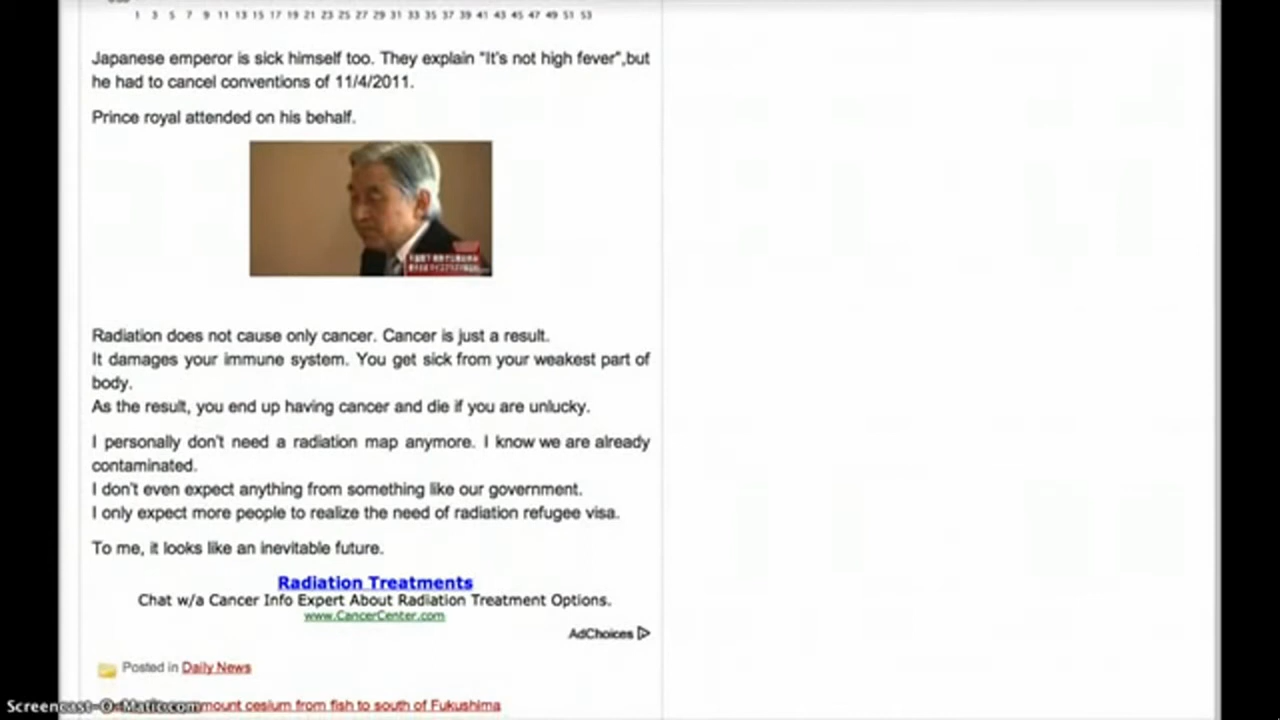 1 3 5 7 9 11 13 15 17 19 21 23 25 27 29 31 33 35 37 39 41 43 45 47 49 51 53
Japanese emperor is sick himself too. They explain "It's not high fever",but
he had to cancel conventions of 11/4/2011.
Prince royal attended on his behalf.
Radiation does not cause only cancer. Cancer is just a result.
It damages your immune system. You get sick from your weakest part of
body.
As the result, you end up having cancer and die if you are unlucky.
I personally don't need a radiation map anymore. I know we are already
contaminated.
I don't even expect anything from something like our government.
I only expect more people to realize the need of radiation refugee visa.
To me, it looks like an inevitable future.
Radiation Treatments
Chat w/a Cancer Info Expert About Radiation Treatment Options.
www.CancerCenter.com
AdChoices
Posted in Daily News
Screencast-O-Matic.com
mount cesium from fish to south of Fukushima